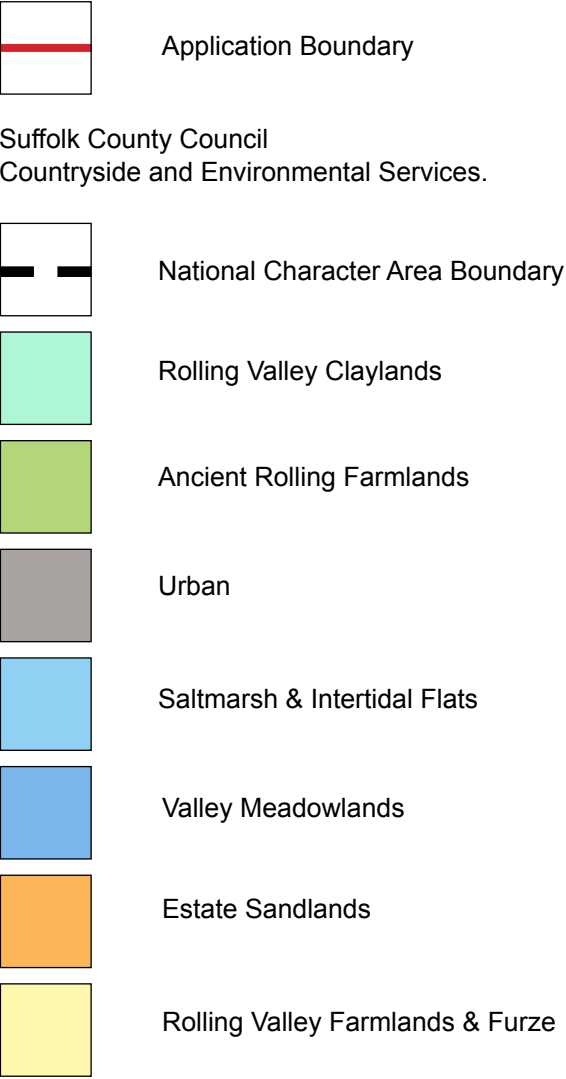 Application Boundary
Suffolk County Council
Countryside and Environmental Services.
National Character Area Boundary
Rolling Valley Claylands
Ancient Rolling Farmlands
Urban
Saltmarsh & Intertidal Flats
Valley Meadowlands
Estate Sandlands
Rolling Valley Farmlands & Furze